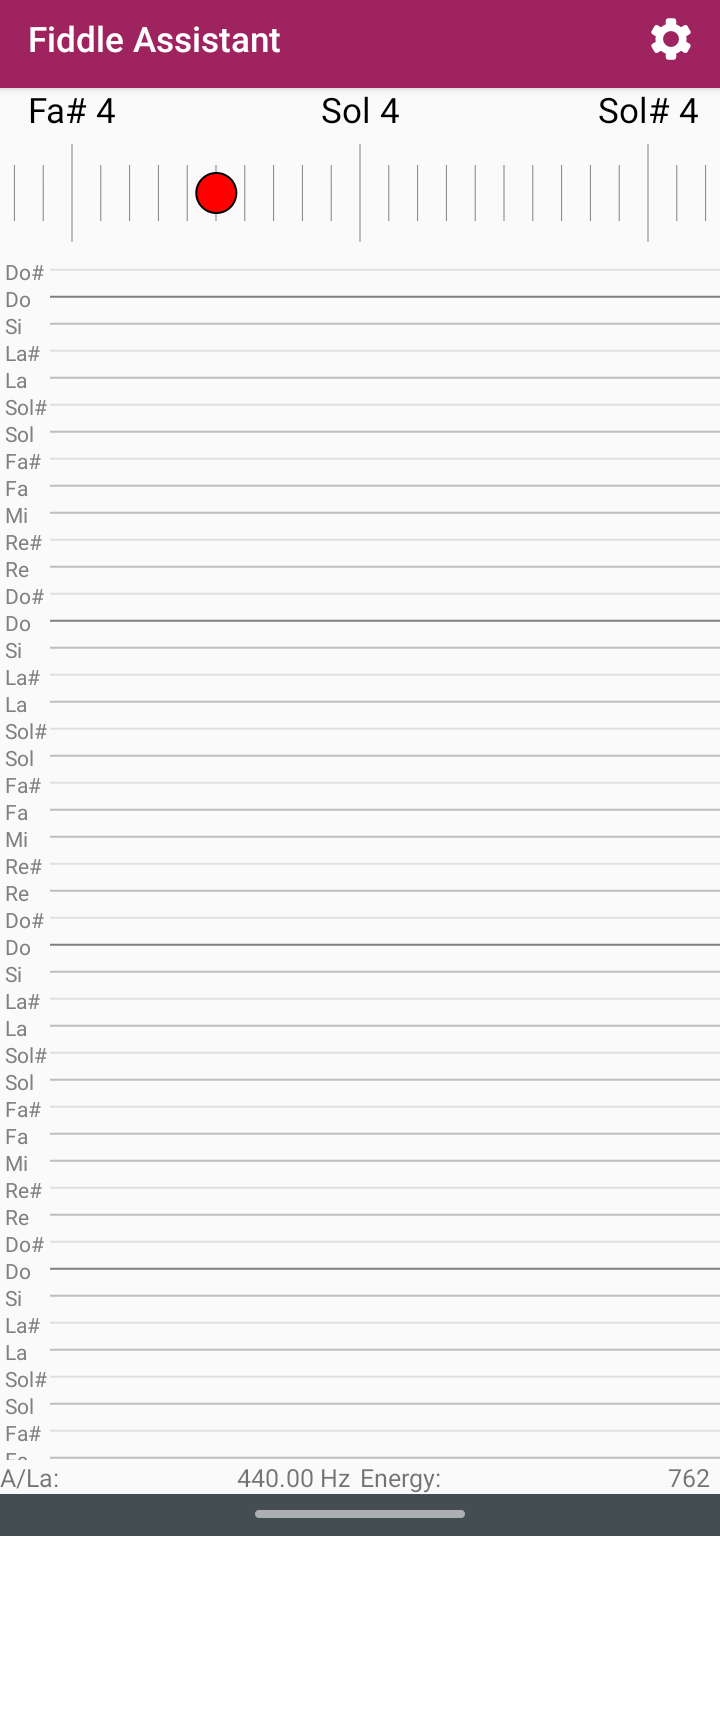 Fiddle Assistant
Fa# 4 Sol 4 Sol# 4
Do#
Do
Si
La#
La
Sol#
Sol
Fa#
Fa
Mi
Re#
Re
Do#
Do
Si
La#
La
Sol#
Sol
Fa#
Fa
Mi
Re#
Re
Do#
Do
Si
La#
La
Sol#
Sol
Fa#
Fa
Mi
Re#
Re
Do#
Do
Si
La#
La
Sol#
Sol
Fa#
A/La: 440.00 Hz Energy: 762